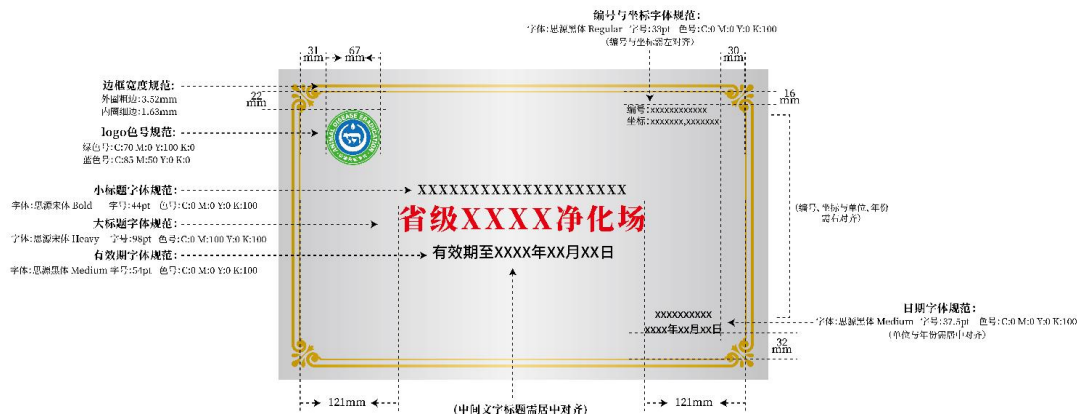 编号与坐标字体规范:
字体:思源黑体 Regular 字号:33pt 色号:C:0 M:0 Y:0 K:100
(编号与坐标需左对齐)
31
mm
67
mm
30
mm
边框宽度规范:
外圈粗边:3.52mm
内圈细边:1.63mm
22
mm
16
mm
编号:xxxxxxxxxxxx
坐标:xxxxxxx,xxxxxxx
logo色号规范:
绿色号:C:70 M:0 Y:100 K:0
蓝色号:C:85 M:50 Y:0 K:0
ANIMAL DISEASE ERADICATION
小标题字体规范:
字体:思源宋体 Bold 字号:44pt 色号:C:0 M:0 Y:0 K:100
XXXXXXXXXXXXXXXXXXXX
(编号、坐标与单位、年份
需右对齐)
大标题字体规范:
字体:思源宋体 Heavy 字号:98pt 色号:C:0 M:100 Y:0 K:100
省级XXXX净化场
有效期字体规范:
字体:思源黑体 Medium 字号:54pt 色号:C:0 M:0 Y:0 K:100
有效期至XXXX年XX月XX日
日期字体规范:
字体:思源黑体 Medium 字号:37.5pt 色号:C:0 M:0 Y:0 K:100
(单位与年份需居中对齐)
xxxxxxxxxx
xxxx年xx月xx日
32
mm
121mm
(中间文字标题需居中对齐)
121mm